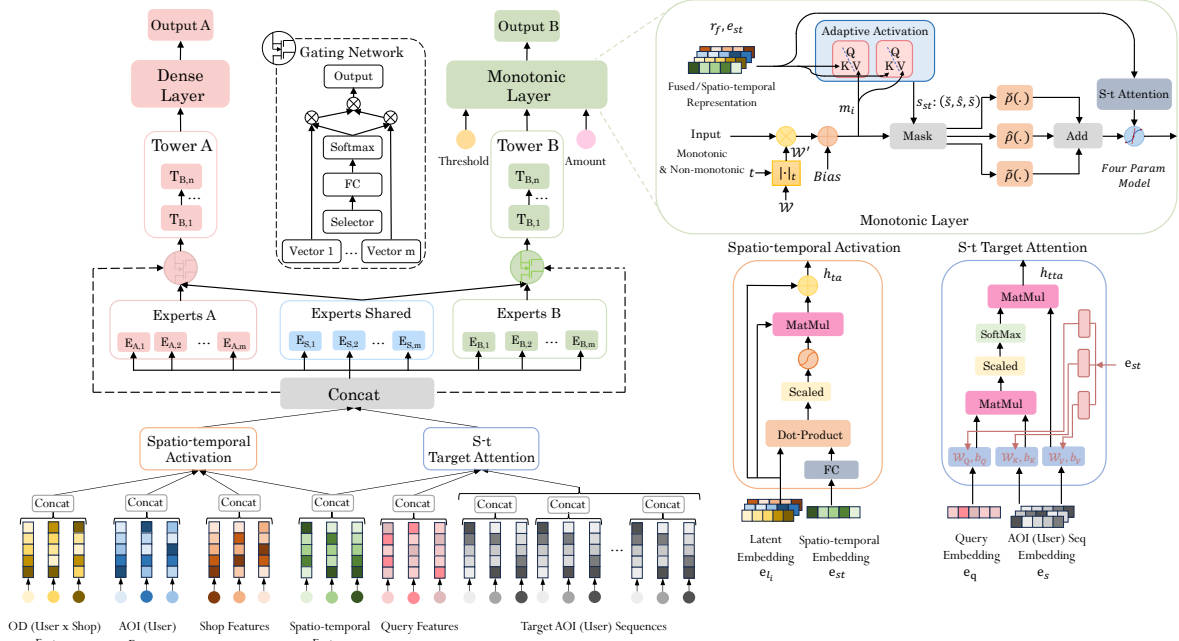 Output A
Dense
Layer
Tower A
T_B,n
...
T_B,1
Gating Network
Output
Softmax
FC
Selector
Vector 1 ... Vector m
Output B
Monotonic
Layer
Threshold
Amount
Tower B
T_B,n
...
T_B,1
Experts A
E_A,1 E_A,2 ... E_A,m
Experts Shared
E_S,1 E_S,2 ... E_S,m
Experts B
E_B,1 E_B,2 ... E_B,m
Concat
Spatio-temporal
Activation
S-t
Target Attention
Concat Concat Concat Concat Concat Concat Concat Concat
...
OD (User x Shop)
AOI (User)
Shop Features
Spatio-temporal
Query Features
Target AOI (User) Sequences
r_f, e_st
Fused/Spatio-temporal
Representation
Adaptive Activation
Q
K V
Q
K V
m_i
s_st: (š, ŝ, s̃)
Input
Monotonic
& Non-monotonic
t
|·|_t
𝒲
𝒲′
Bias
Mask
ρ̆(.)
ρ̂(.)
ρ̃(.)
Add
S-t Attention
Four Param
Model
Monotonic Layer
Spatio-temporal Activation
h_ta
MatMul
Scaled
Dot-Product
FC
Latent
Embedding
e_l_i
Spatio-temporal
Embedding
e_st
S-t Target Attention
h_tta
MatMul
SoftMax
Scaled
MatMul
e_st
𝒲_Q, b_Q
𝒲_K, b_K
𝒲_V, b_V
Query
Embedding
e_q
AOI (User) Seq
Embedding
e_s